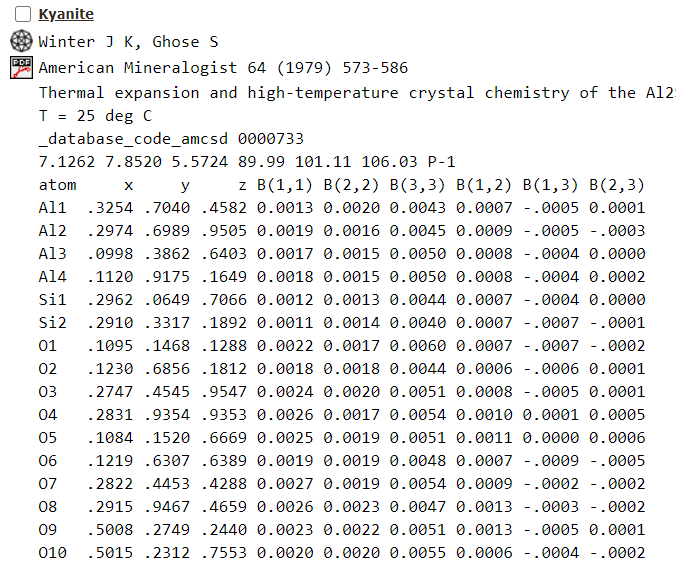 Kyanite
Winter J K, Ghose S
PDF
American Mineralogist 64 (1979) 573-586
Thermal expansion and high-temperature crystal chemistry of the Al2
T = 25 deg C
_database_code_amcsd 0000733
7.1262 7.8520 5.5724 89.99 101.11 106.03 P-1
atom x y z B(1,1) B(2,2) B(3,3) B(1,2) B(1,3) B(2,3)
Al1 .3254 .7040 .4582 0.0013 0.0020 0.0043 0.0007 -.0005 0.0001
Al2 .2974 .6989 .9505 0.0019 0.0016 0.0045 0.0009 -.0005 -.0003
Al3 .0998 .3862 .6403 0.0017 0.0015 0.0050 0.0008 -.0004 0.0000
Al4 .1120 .9175 .1649 0.0018 0.0015 0.0050 0.0008 -.0004 0.0002
Si1 .2962 .0649 .7066 0.0012 0.0013 0.0044 0.0007 -.0004 0.0000
Si2 .2910 .3317 .1892 0.0011 0.0014 0.0040 0.0007 -.0007 -.0001
O1 .1095 .1468 .1288 0.0022 0.0017 0.0060 0.0007 -.0007 -.0002
O2 .1230 .6856 .1812 0.0018 0.0018 0.0044 0.0006 -.0006 0.0001
O3 .2747 .4545 .9547 0.0024 0.0020 0.0051 0.0008 -.0005 0.0001
O4 .2831 .9354 .9353 0.0026 0.0017 0.0054 0.0010 0.0001 0.0005
O5 .1084 .1520 .6669 0.0025 0.0019 0.0051 0.0011 0.0000 0.0006
O6 .1219 .6307 .6389 0.0019 0.0019 0.0048 0.0007 -.0009 -.0005
O7 .2822 .4453 .4288 0.0027 0.0019 0.0054 0.0009 -.0002 -.0002
O8 .2915 .9467 .4659 0.0026 0.0023 0.0047 0.0013 -.0003 -.0002
O9 .5008 .2749 .2440 0.0023 0.0022 0.0051 0.0013 -.0005 0.0001
O10 .5015 .2312 .7553 0.0020 0.0020 0.0055 0.0006 -.0004 -.0002